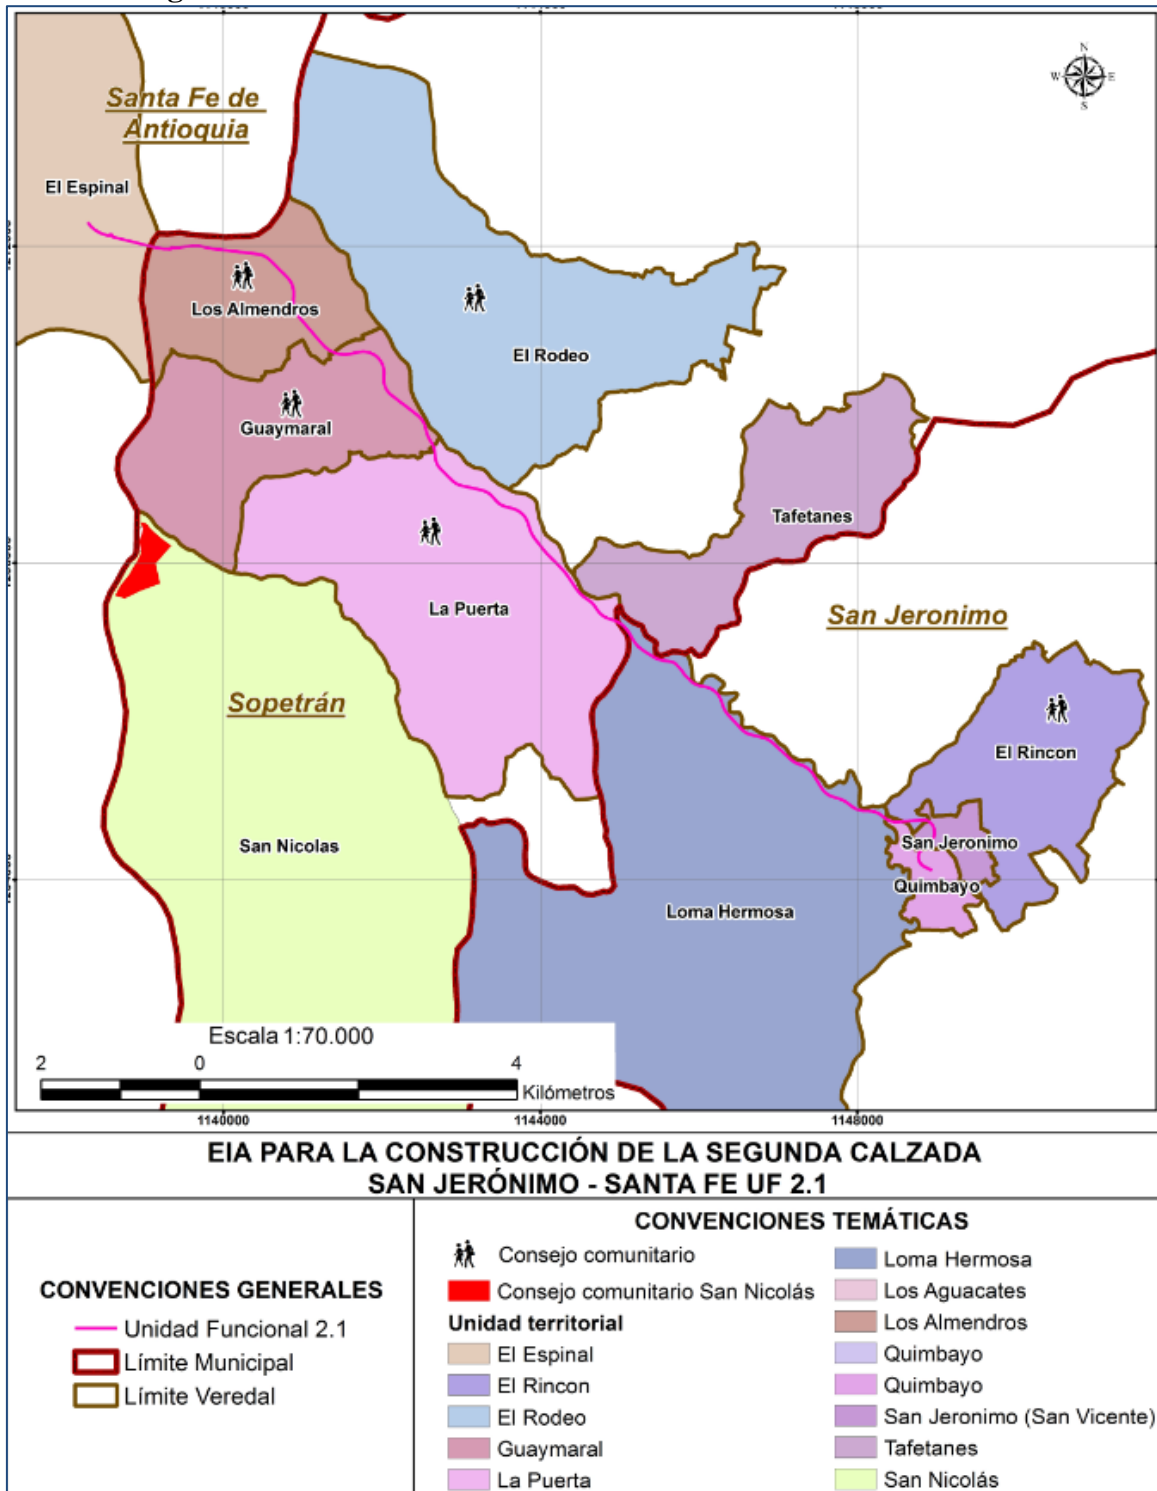 N
W
E
S
Santa Fe de
Antioquia
El Espinal
Los Almendros
El Rodeo
Guaymaral
Tafetanes
La Puerta
San Jeronimo
Sopetrán
El Rincon
San Nicolas
San Jeronimo
Quimbayo
Loma Hermosa
Escala 1:70.000
2 0 4
Kilómetros
1140000 1144000 1148000
EIA PARA LA CONSTRUCCIÓN DE LA SEGUNDA CALZADA
SAN JERÓNIMO - SANTA FE UF 2.1
CONVENCIONES GENERALES
Unidad Funcional 2.1
Límite Municipal
Límite Veredal
CONVENCIONES TEMÁTICAS
Consejo comunitario
Consejo comunitario San Nicolás
Unidad territorial
El Espinal
El Rincon
El Rodeo
Guaymaral
La Puerta
Loma Hermosa
Los Aguacates
Los Almendros
Quimbayo
Quimbayo
San Jeronimo (San Vicente)
Tafetanes
San Nicolás